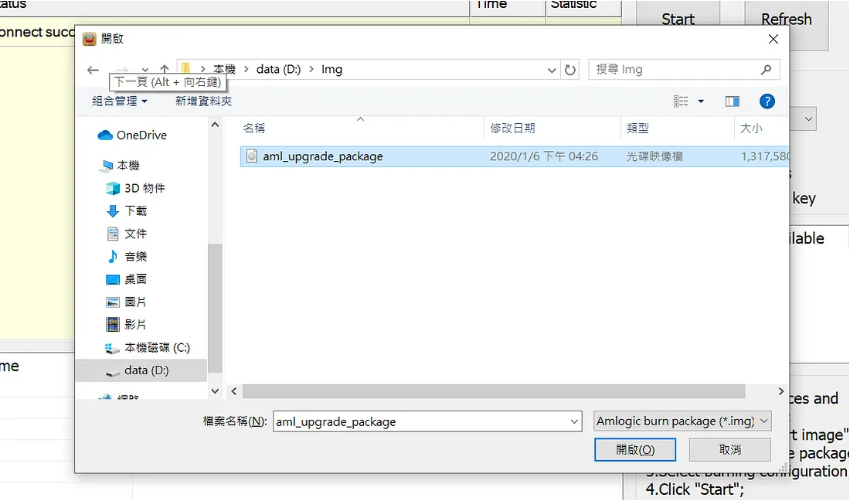 tatus
Time
Statistic
onnect succ
Start
Refresh
開啟
本機 > data (D:) > Img
搜尋 Img
下一頁 (Alt + 向右鍵)
組合管理
新增資料夾
名稱
修改日期
類型
大小
aml_upgrade_package
2020/1/6 下午 04:26
光碟映像檔
1,317,580
OneDrive
本機
3D 物件
下載
文件
音樂
桌面
圖片
影片
本機磁碟 (C:)
data (D:)
key
ilable
me
檔案名稱(N):
aml_upgrade_package
Amlogic burn package (*.img)
開啟(O)
取消
ces and
rt image"
e package
3.Select burning configuration
4.Click "Start";